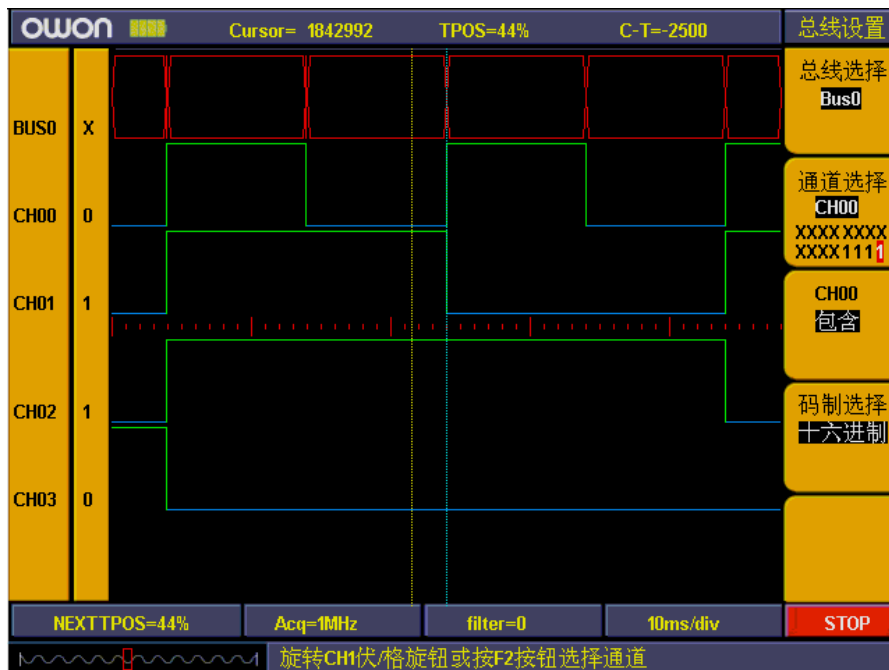 OWON Cursor= 1842992 TPOS=44% C-T=-2500 总线设置
总线选择
Bus0
BUS0 X
通道选择
CH00
XXXX XXXX
XXXX1111
CH00 0
CH00
包含
CH01 1
码制选择
十六进制
CH02 1
CH03 0
NEXTTPOS=44% Acq=1MHz filter=0 10ms/div STOP
旋转CH1伏/格旋钮或按F2按钮选择通道